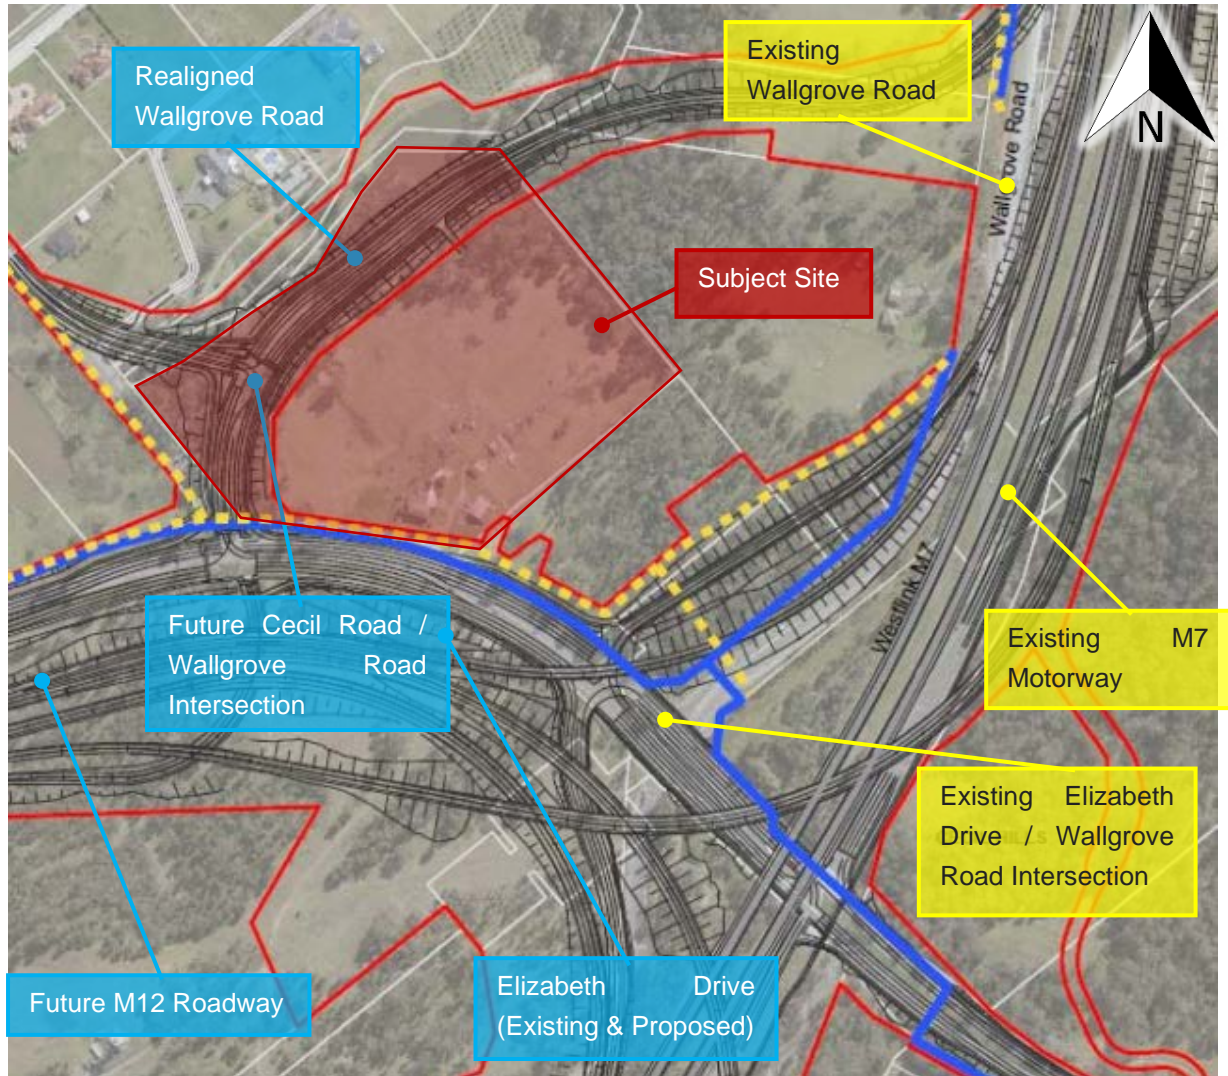 Realigned
Wallgrove Road
Existing
Wallgrove Road
N
Wallgrove Road
Subject Site
Future Cecil Road /
Wallgrove Road
Intersection
Westlink M7
Existing M7
Motorway
Existing Elizabeth
Drive / Wallgrove
Road Intersection
Future M12 Roadway
Elizabeth Drive
(Existing & Proposed)